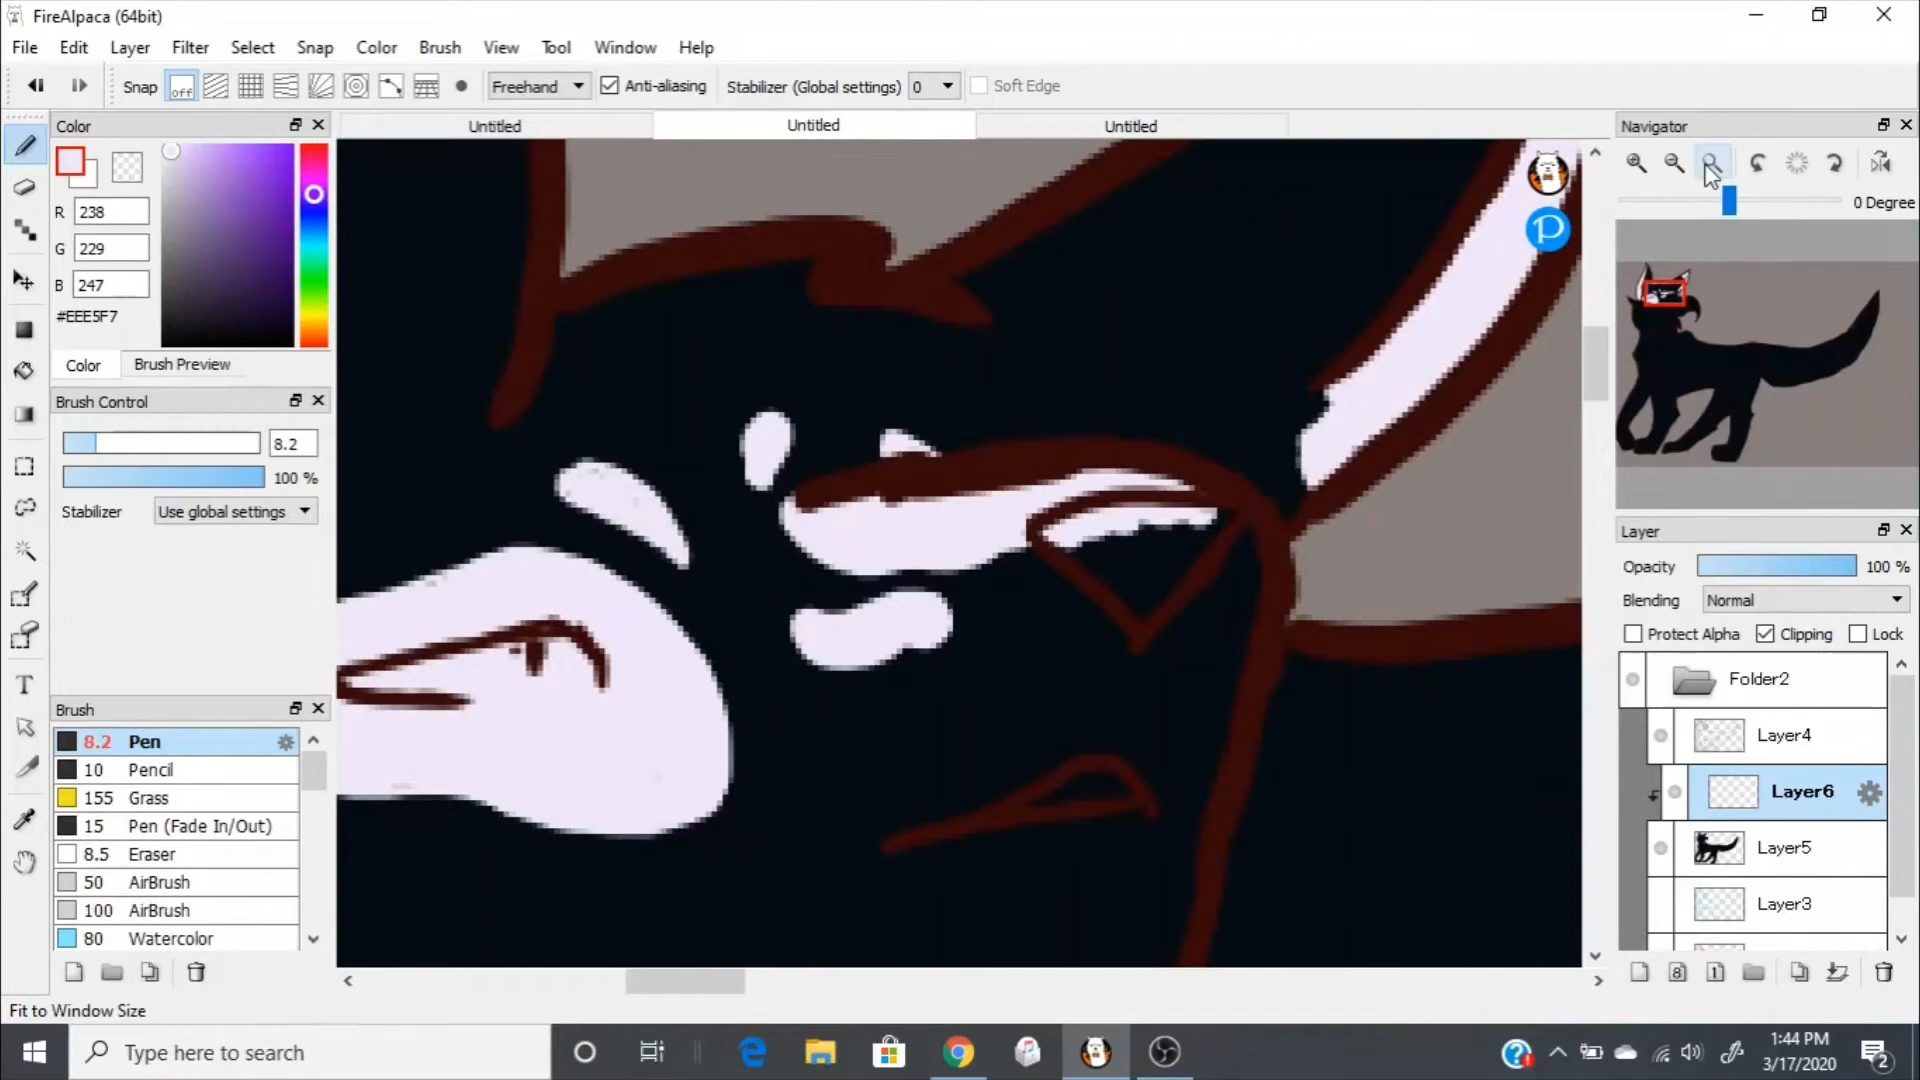 FireAlpaca (64bit)
File Edit Layer Filter Select Snap Color Brush View Tool Window Help
Snap off Freehand Anti-aliasing Stabilizer (Global settings) 0 Soft Edge
Color
Untitled Untitled Untitled
Navigator
R 238
G 229
B 247
#EEE5F7
0 Degree
Color Brush Preview
Brush Control
8.2
100 %
Stabilizer Use global settings
Layer
Opacity 100 %
Blending Normal
Protect Alpha Clipping Lock
Folder2
Layer4
Layer6
Layer5
Layer3
Brush
8.2 Pen
10 Pencil
155 Grass
15 Pen (Fade In/Out)
8.5 Eraser
50 AirBrush
100 AirBrush
80 Watercolor
8 1
P
Fit to Window Size
Type here to search
1:44 PM
3/17/2020
2